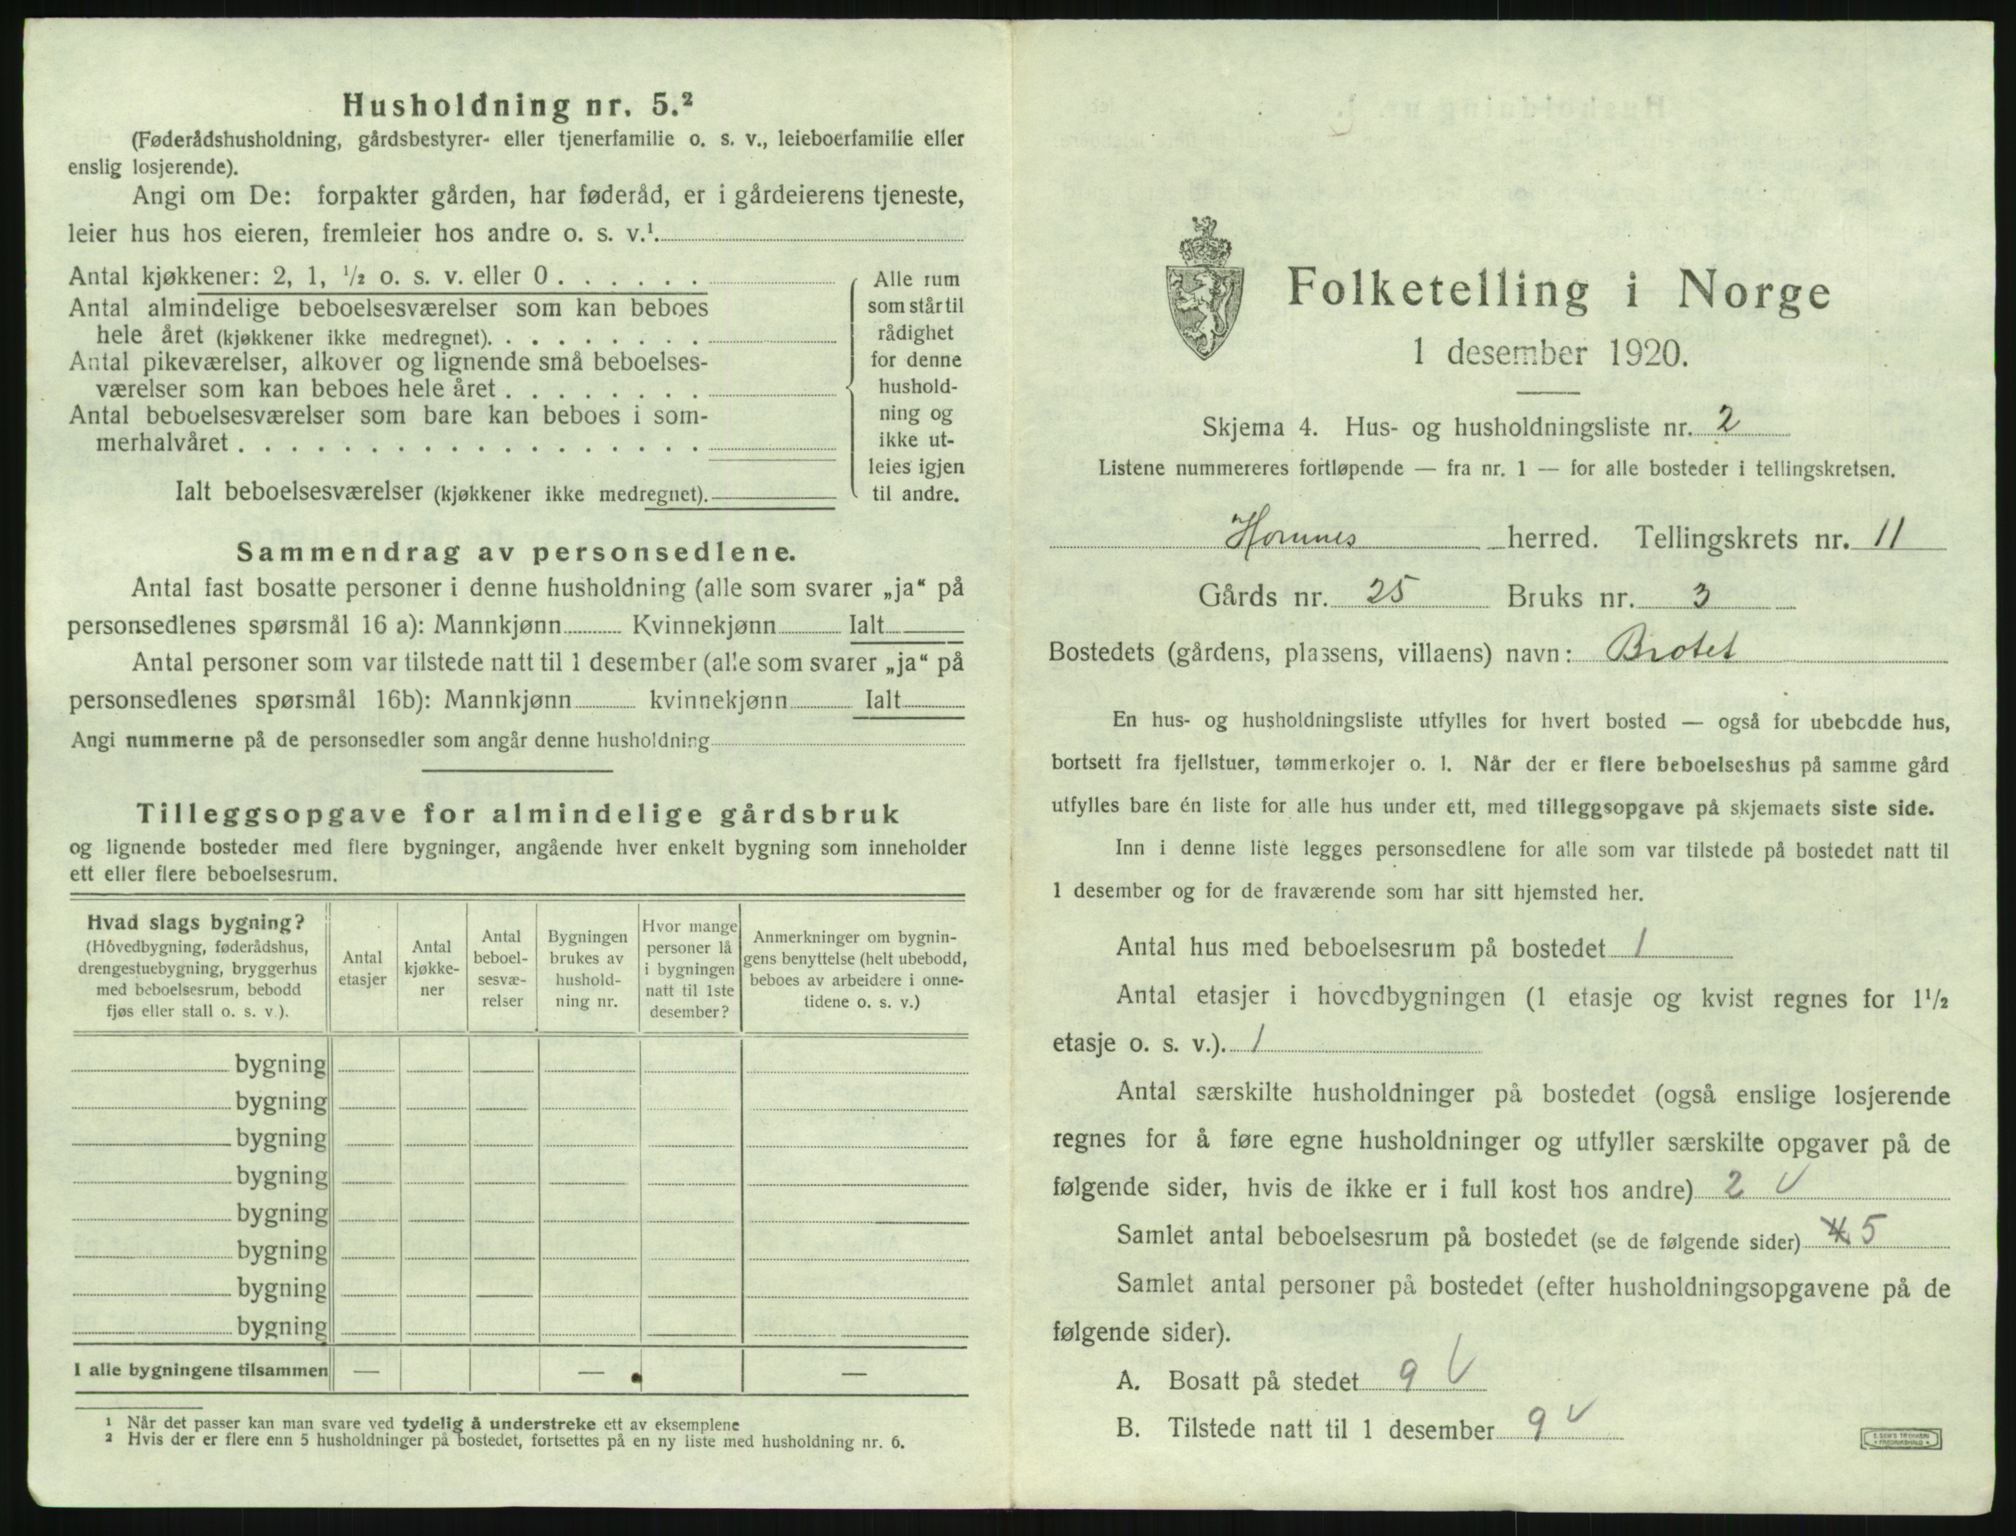 Husholdning nr. 5.²
(Føderådshusholdning, gårdsbestyrer- eller tjenerfamilie o. s. v., leieboerfamilie eller
enslig losjerende).
Angi om De: forpakter gården, har føderåd, er i gårdeierens tjeneste,
leier hus hos eieren, fremleier hos andre o. s. v.¹.
Antal kjøkkener: 2, 1, ½ o. s. v. eller 0 . . . . . .
Antal almindelige beboelsesværelser som kan beboes
hele året (kjøkkener ikke medregnet). . . . . . . . .
Antal pikeværelser, alkover og lignende små beboelses-
værelser som kan beboes hele året . . . . . . . .
Antal beboelsesværelser som bare kan beboes i som-
merhalvåret . . . . . . . . . . . . . . . . . .
Ialt beboelsesværelser (kjøkkener ikke medregnet).
Alle rum
som står til
rådighet
for denne
hushold-
ning og
ikke ut-
leies igjen
til andre.
Sammendrag av personsedlene.
Antal fast bosatte personer i denne husholdning (alle som svarer „ja“ på
personsedlenes spørsmål 16 a): Mannkjønn Kvinnekjønn Ialt
Antal personer som var tilstede natt til 1 desember (alle som svarer „ja“ på
personsedlenes spørsmål 16b): Mannkjønn kvinnekjønn Ialt
Angi nummerne på de personsedler som angår denne husholdning
Tilleggsopgave for almindelige gårdsbruk
og lignende bosteder med flere bygninger, angående hver enkelt bygning som inneholder
ett eller flere beboelsesrum.
Hvad slags bygning?
(Hovedbygning, føderådshus,
drengestuebygning, bryggerhus
med beboelsesrum, bebodd
fjøs eller stall o. s. v.).
Antal
etasjer
Antal
kjøkke-
ner
Antal
beboel-
sesvæ-
relser
Bygningen
brukes av
hushold-
ning nr.
Hvor mange
personer lå
i bygningen
natt til 1ste
desember?
Anmerkninger om bygnin-
gens benyttelse (helt ubebodd,
beboes av arbeidere i onne-
tidene o. s. v.)
bygning
bygning
bygning
bygning
bygning
bygning
bygning
bygning
I alle bygningene tilsammen — — —
¹ Når det passer kan man svare ved tydelig å understreke ett av eksemplene
² Hvis der er flere enn 5 husholdninger på bostedet, fortsettes på en ny liste med husholdning nr. 6.
Folketelling i Norge
1 desember 1920.
Skjema 4. Hus- og husholdningsliste nr. 2
Listene nummereres fortløpende — fra nr. 1 — for alle bosteder i tellingskretsen.
Hornnes herred. Tellingskrets nr. 11
Gårds nr. 25 Bruks nr. 3
Bostedets (gårdens, plassens, villaens) navn: Brotet
En hus- og husholdningsliste utfylles for hvert bosted — også for ubebodde hus,
bortsett fra fjellstuer, tømmerkojer o. l. Når der er flere beboelseshus på samme gård
utfylles bare én liste for alle hus under ett, med tilleggsopgave på skjemaets siste side.
Inn i denne liste legges personsedlene for alle som var tilstede på bostedet natt til
1 desember og for de fraværende som har sitt hjemsted her.
Antal hus med beboelsesrum på bostedet 1
Antal etasjer i hovedbygningen (1 etasje og kvist regnes for 1½
etasje o. s. v.). 1
Antal særskilte husholdninger på bostedet (også enslige losjerende
regnes for å føre egne husholdninger og utfyller særskilte opgaver på de
følgende sider, hvis de ikke er i full kost hos andre) 2 V
Samlet antal beboelsesrum på bostedet (se de følgende sider) 5
Samlet antal personer på bostedet (efter husholdningsopgavene på de
følgende sider).
A. Bosatt på stedet 9 V
B. Tilstede natt til 1 desember 9 V